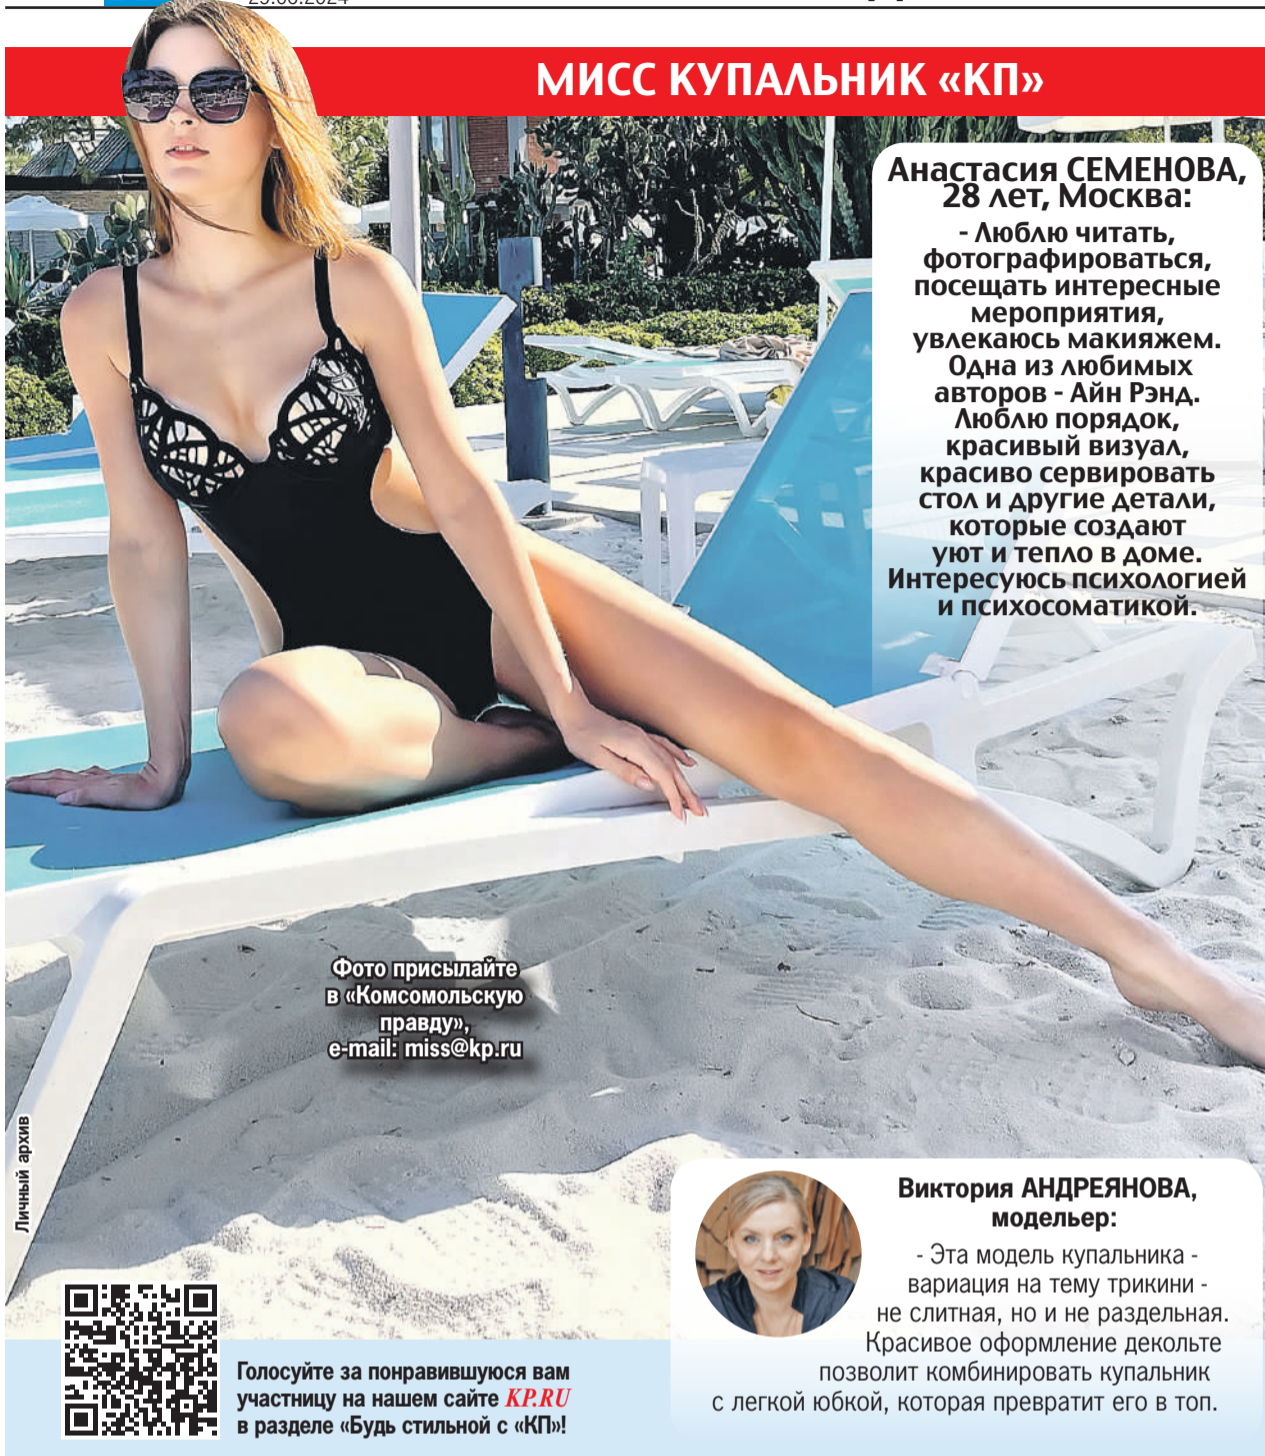 МИСС КУПАЛЬНИК «КП»
Анастасия СЕМЕНОВА,
28 лет, Москва:
- Люблю читать,
фотографироваться,
посещать интересные
мероприятия,
увлекаюсь макияжем.
Одна из любимых
авторов - Айн Рэнд.
Люблю порядок,
красивый визуал,
красиво сервировать
стол и другие детали,
которые создают
уют и тепло в доме.
Интересуюсь психологией
и психосоматикой.
Фото присылайте
в «Комсомольскую
правду»,
e-mail: miss@kp.ru
Личный архив
Виктория АНДРЕЯНОВА,
модельер:
- Эта модель купальника -
вариация на тему трикини -
не слитная, но и не раздельная.
Красивое оформление декольте
позволит комбинировать купальник
с легкой юбкой, которая превратит его в топ.
Голосуйте за понравившуюся вам
участницу на нашем сайте KP.RU
в разделе «Будь стильной с «КП»!